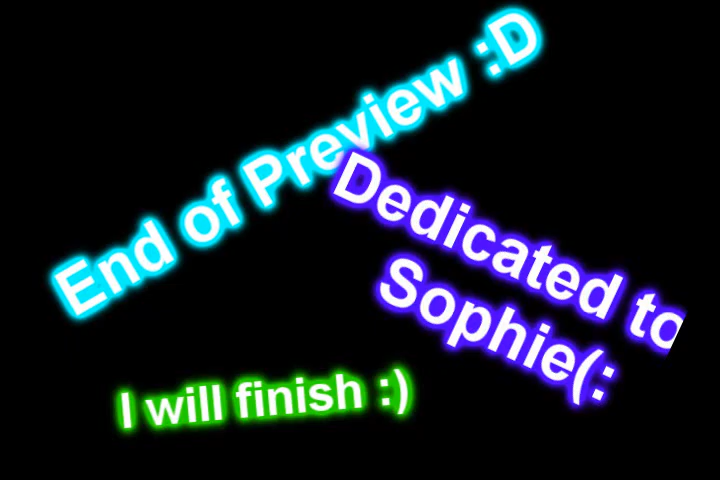 End of Preview :D
Dedicated to
Sophie(:
I will finish :)